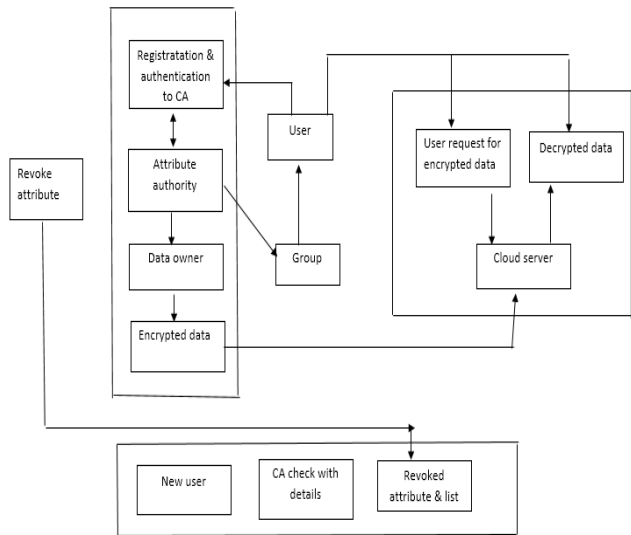 Registratation &
authentication
to CA
User
User request for
encrypted data
Decrypted data
Revoke
attribute
Attribute
authority
Data owner
Group
Cloud server
Encrypted data
New user
CA check with
details
Revoked
attribute & list